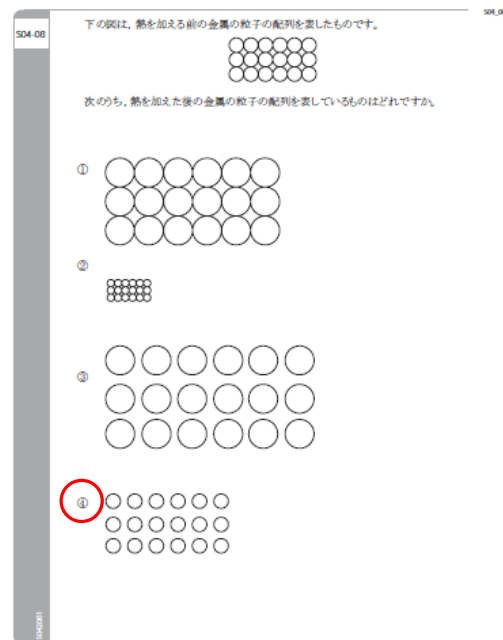 S04-08
下の図は，熱を加える前の金属の粒子の配列を表したものです。
次のうち，熱を加えた後の金属の粒子の配列を表しているものはどれですか。
①
②
③
④